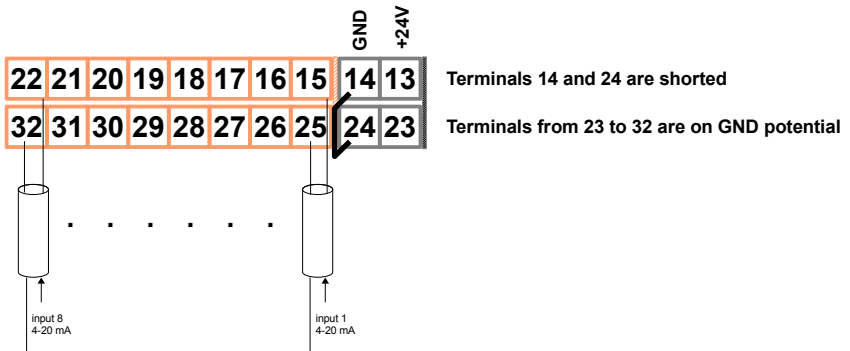 GND +24V
22 21 20 19 18 17 16 15 14 13
Terminals 14 and 24 are shorted
32 31 30 29 28 27 26 25 24 23
Terminals from 23 to 32 are on GND potential
input 8
4-20 mA
input 1
4-20 mA